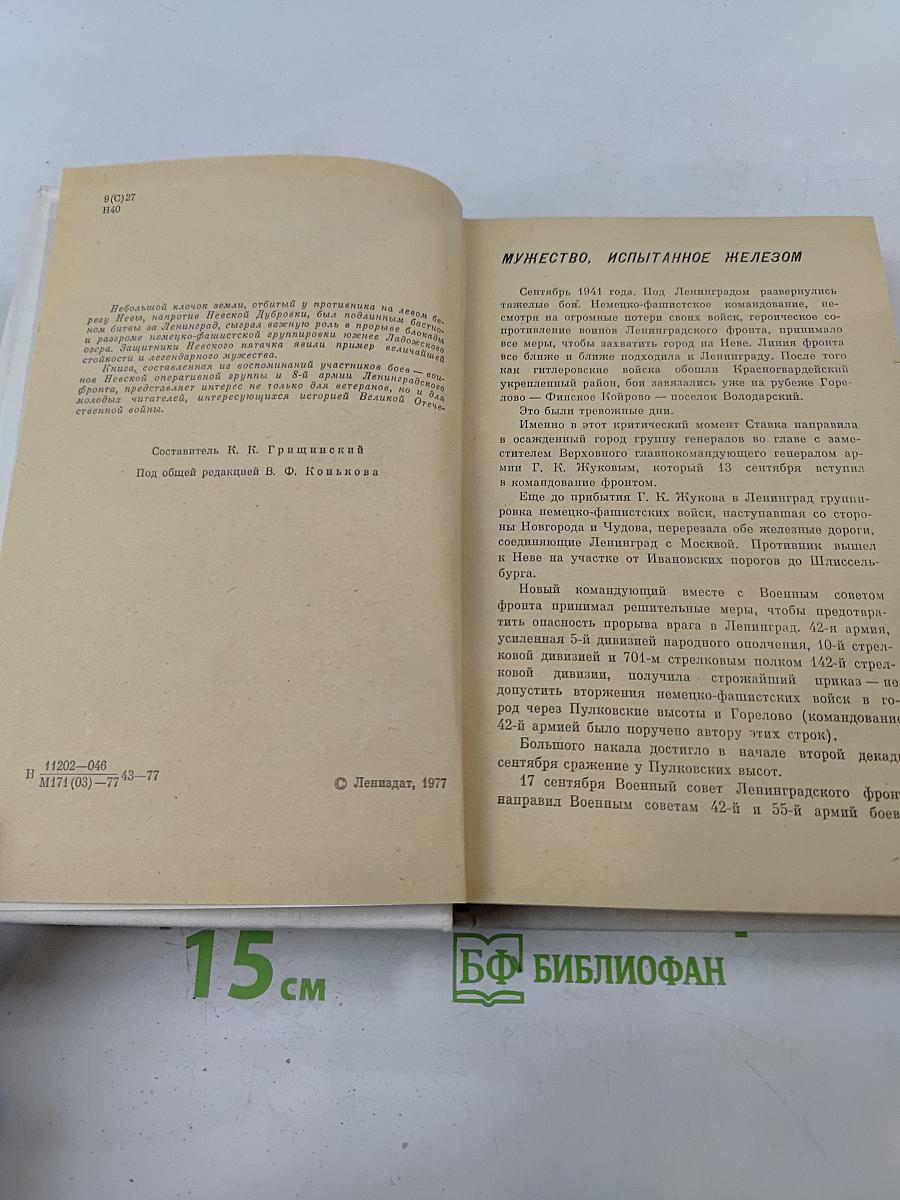 9(С)27
Н40
Небольшой клочок земли, отбитый у противника на левом бе-
регу Невы, напротив Невской Дубровки, был подлинным бастио-
ном битвы за Ленинград, сыграл важную роль в прорыве блокады
и разгроме немецко-фашистской группировки южнее Ладожского
озера. Защитники Невского пятачка явили пример величайшей
стойкости и легендарного мужества.
Книга, составленная из воспоминаний участников боев — вои-
нов Невской оперативной группы и 8-й армии Ленинградского
фронта, представляет интерес не только для ветеранов, но и для
молодых читателей, интересующихся историей Великой Отече-
ственной войны.
Составитель К. К. Грищинский
Под общей редакцией В. Ф. Конькова
Н 11202—046
М171(03)—77 43—77
© Лениздат, 1977
МУЖЕСТВО, ИСПЫТАННОЕ ЖЕЛЕЗОМ
Сентябрь 1941 года. Под Ленинградом развернулись
тяжелые бои. Немецко-фашистское командование, не-
смотря на огромные потери своих войск, героическое со-
противление воинов Ленинградского фронта, принимало
все меры, чтобы захватить город на Неве. Линия фронта
все ближе и ближе подходила к Ленинграду. После того
как гитлеровские войска обошли Красногвардейский
укрепленный район, бои завязались уже на рубеже Горе-
лово — Финское Койрово — поселок Володарский.
Это были тревожные дни.
Именно в этот критический момент Ставка направила
в осажденный город группу генералов во главе с заме-
стителем Верховного главнокомандующего генералом ар-
мии Г. К. Жуковым, который 13 сентября вступил
в командование фронтом.
Еще до прибытия Г. К. Жукова в Ленинград группи-
ровка немецко-фашистских войск, наступавшая со сторо-
ны Новгорода и Чудова, перерезала обе железные дороги,
соединяющие Ленинград с Москвой. Противник вышел
к Неве на участке от Ивановских порогов до Шлиссель-
бурга.
Новый командующий вместе с Военным советом
фронта принимал решительные меры, чтобы предотвра-
тить опасность прорыва врага в Ленинград. 42-я армия,
усиленная 5-й дивизией народного ополчения, 10-й стрел-
ковой дивизией и 701-м стрелковым полком 142-й стрел-
ковой дивизии, получила строжайший приказ — не
допустить вторжения немецко-фашистских войск в го-
род через Пулковские высоты и Горелово (командование
42-й армией было поручено автору этих строк).
Большого накала достигло в начале второй декады
сентября сражение у Пулковских высот.
17 сентября Военный совет Ленинградского фронт
направил Военным советам 42-й и 55-й армий боев
15 см
БФ БИБЛИОФАН